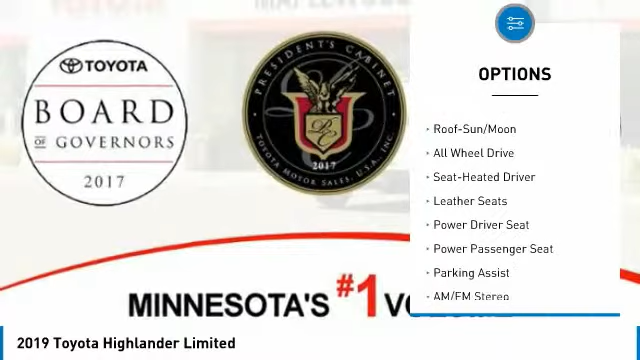 TOYOTA
BOARD
OF GOVERNORS
2017
PRESIDENT'S CABINET
2017
TOYOTA MOTOR SALES, U.S.A., INC.
MINNESOTA'S #1
OPTIONS
Roof-Sun/Moon
All Wheel Drive
Seat-Heated Driver
Leather Seats
Power Driver Seat
Power Passenger Seat
Parking Assist
AM/FM Stereo
2019 Toyota Highlander Limited